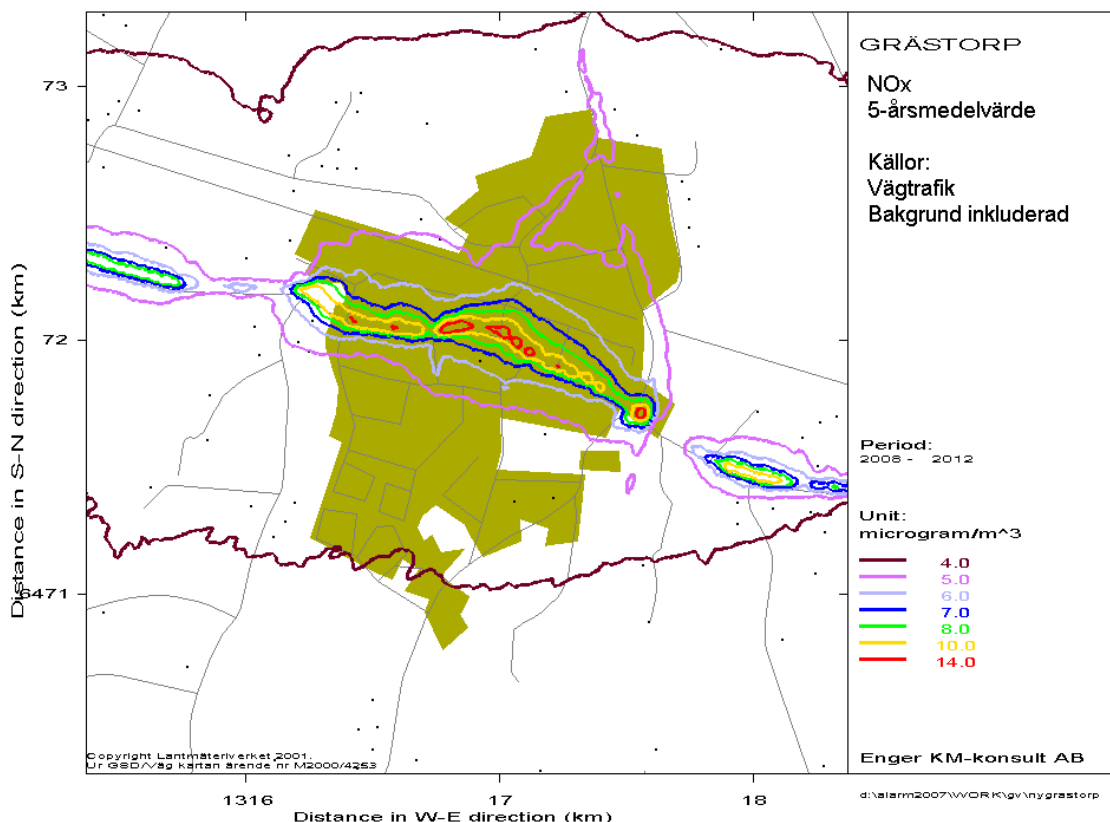 GRÄSTORP
NOx
5-årsmedelvärde
Källor:
Vägtrafik
Bakgrund inkluderad
Period:
2008 - 2012
Unit:
microgram/m^3
4.0
5.0
6.0
7.0
8.0
10.0
14.0
Enger KM-konsult AB
d:\alarm2007\WORK\gv\nygrastorp
73
72
6471
Distance in S-N direction (km)
Copyright Lantmäteriverket 2001.
Ur GSD/Väg kartan ärende nr M2000/4253
1316
17
18
Distance in W-E direction (km)